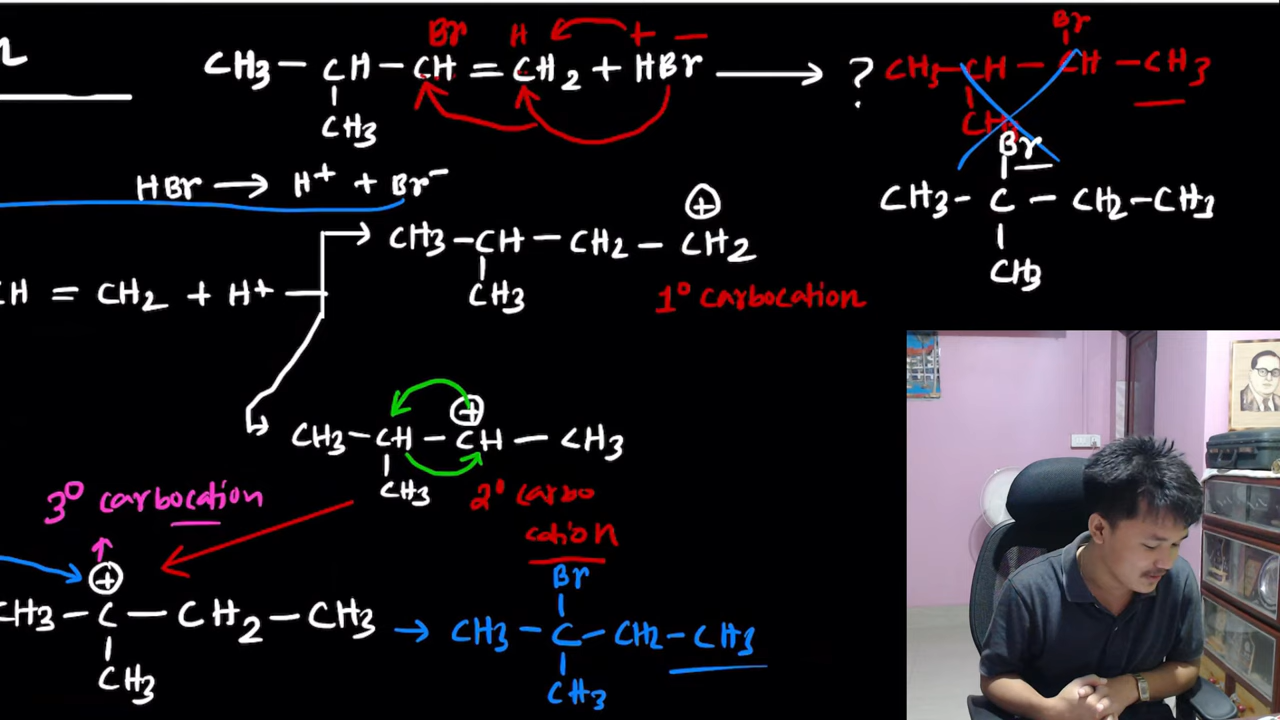 Br H + −
CH3 − CH − CH = CH2 + HBr ⟶ ?
CH3
Br
CH3 − CH − CH − CH3
CH
HBr ⟶ H+ + Br−
Br
CH3 − C − CH2 − CH3
CH3
⊕
CH3 − CH − CH2 − CH2
CH3
1° carbocation
CH = CH2 + H+
⊕
CH3 − CH − CH − CH3
CH3
2° carbo
cation
3° carbocation
⊕
CH3 − C − CH2 − CH3
CH3
Br
→ CH3 − C − CH2 − CH3
CH3